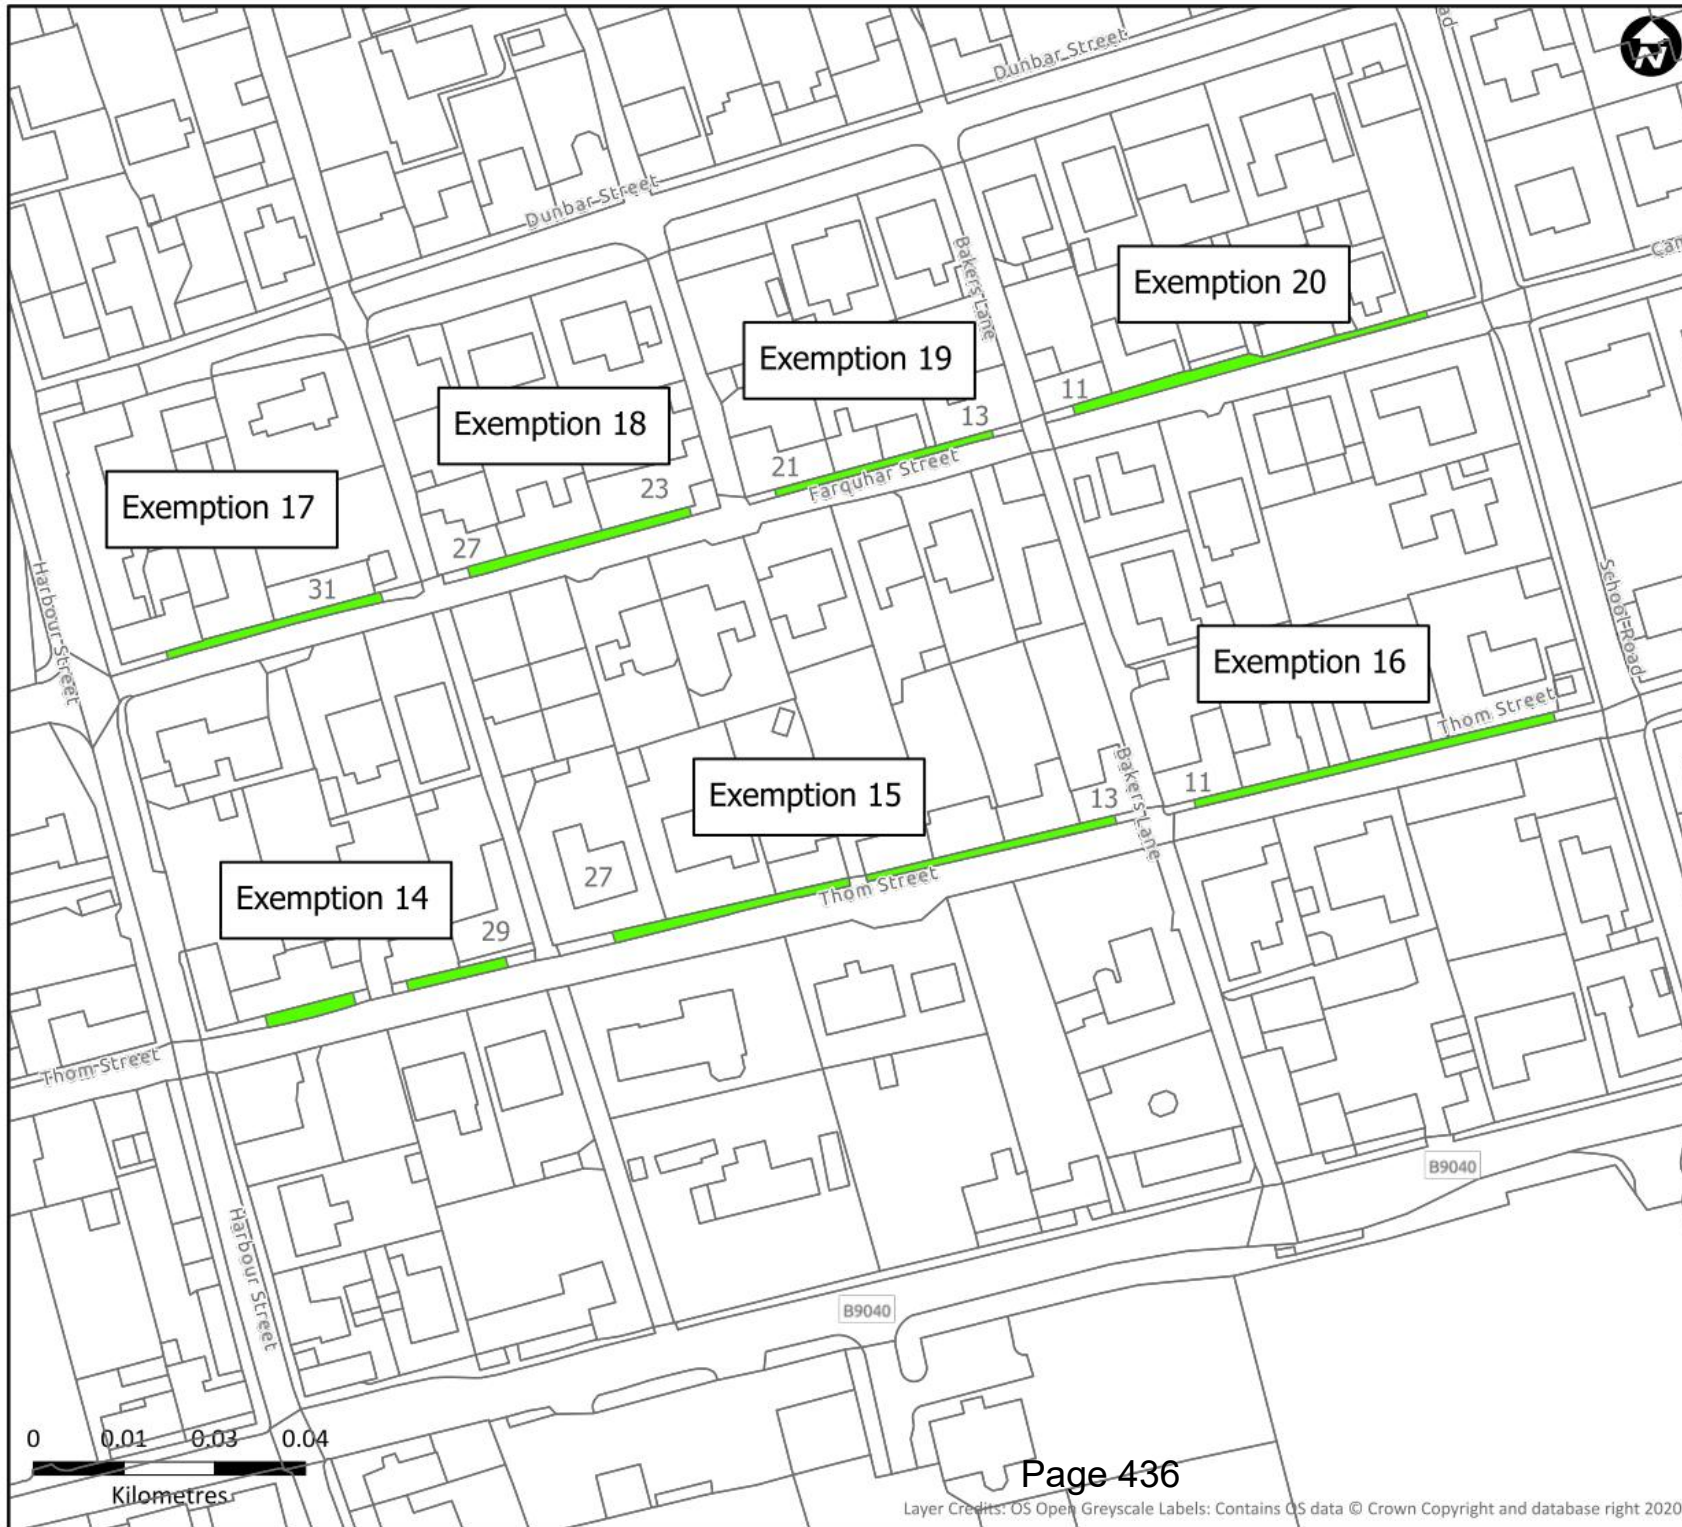 ad
N
Dunbar Street
Dunbar Street
Bakers Lane
Exemption 20
Exemption 19
Exemption 18
Exemption 17
11
13
21
Farquhar Street
23
27
31
Harbour Street
School Road
Exemption 16
Thom Street
Exemption 15
Bakers Lane
11
13
27
Thom Street
Exemption 14
29
Thom Street
B9040
Harbour Street
B9040
0 0.01 0.03 0.04
Kilometres
Page 436
Layer Credits: OS Open Greyscale Labels: Contains OS data © Crown Copyright and database right 2020